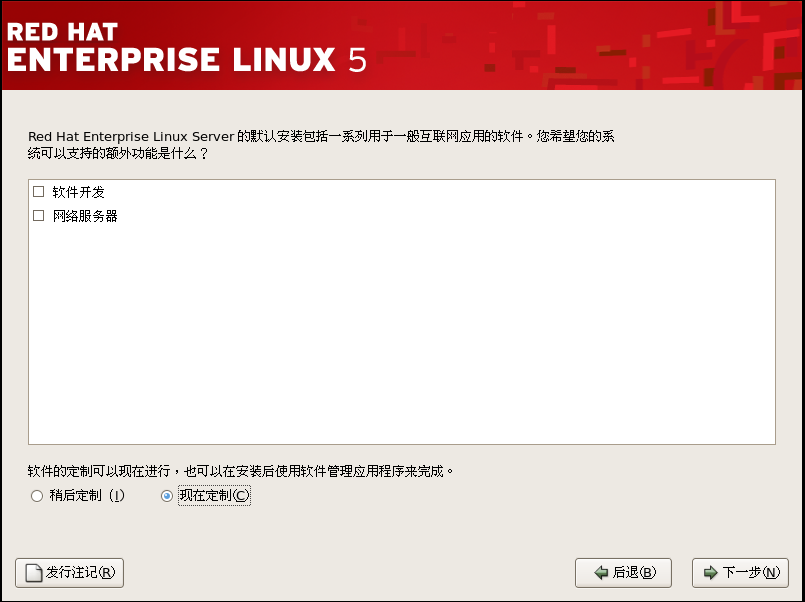 RED HAT
ENTERPRISE LINUX 5
Red Hat Enterprise Linux Server 的默认安装包括一系列用于一般互联网应用的软件。您希望您的系
统可以支持的额外功能是什么？
软件开发
网络服务器
软件的定制可以现在进行，也可以在安装后使用软件管理应用程序来完成。
稍后定制（I） 现在定制(C)
发行注记(R) 后退(B) 下一步(N)